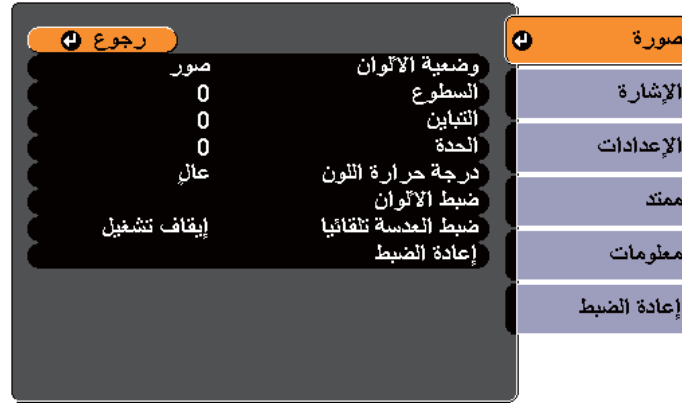 صورة
الإشارة
الإعدادات
ممتد
معلومات
إعادة الضبط
رجوع
وضعية الألوان صور
السطوع 0
التباين 0
الحدة 0
درجة حرارة اللون عالٍ
ضبط الألوان
ضبط العدسة تلقائيا إيقاف تشغيل
إعادة الضبط